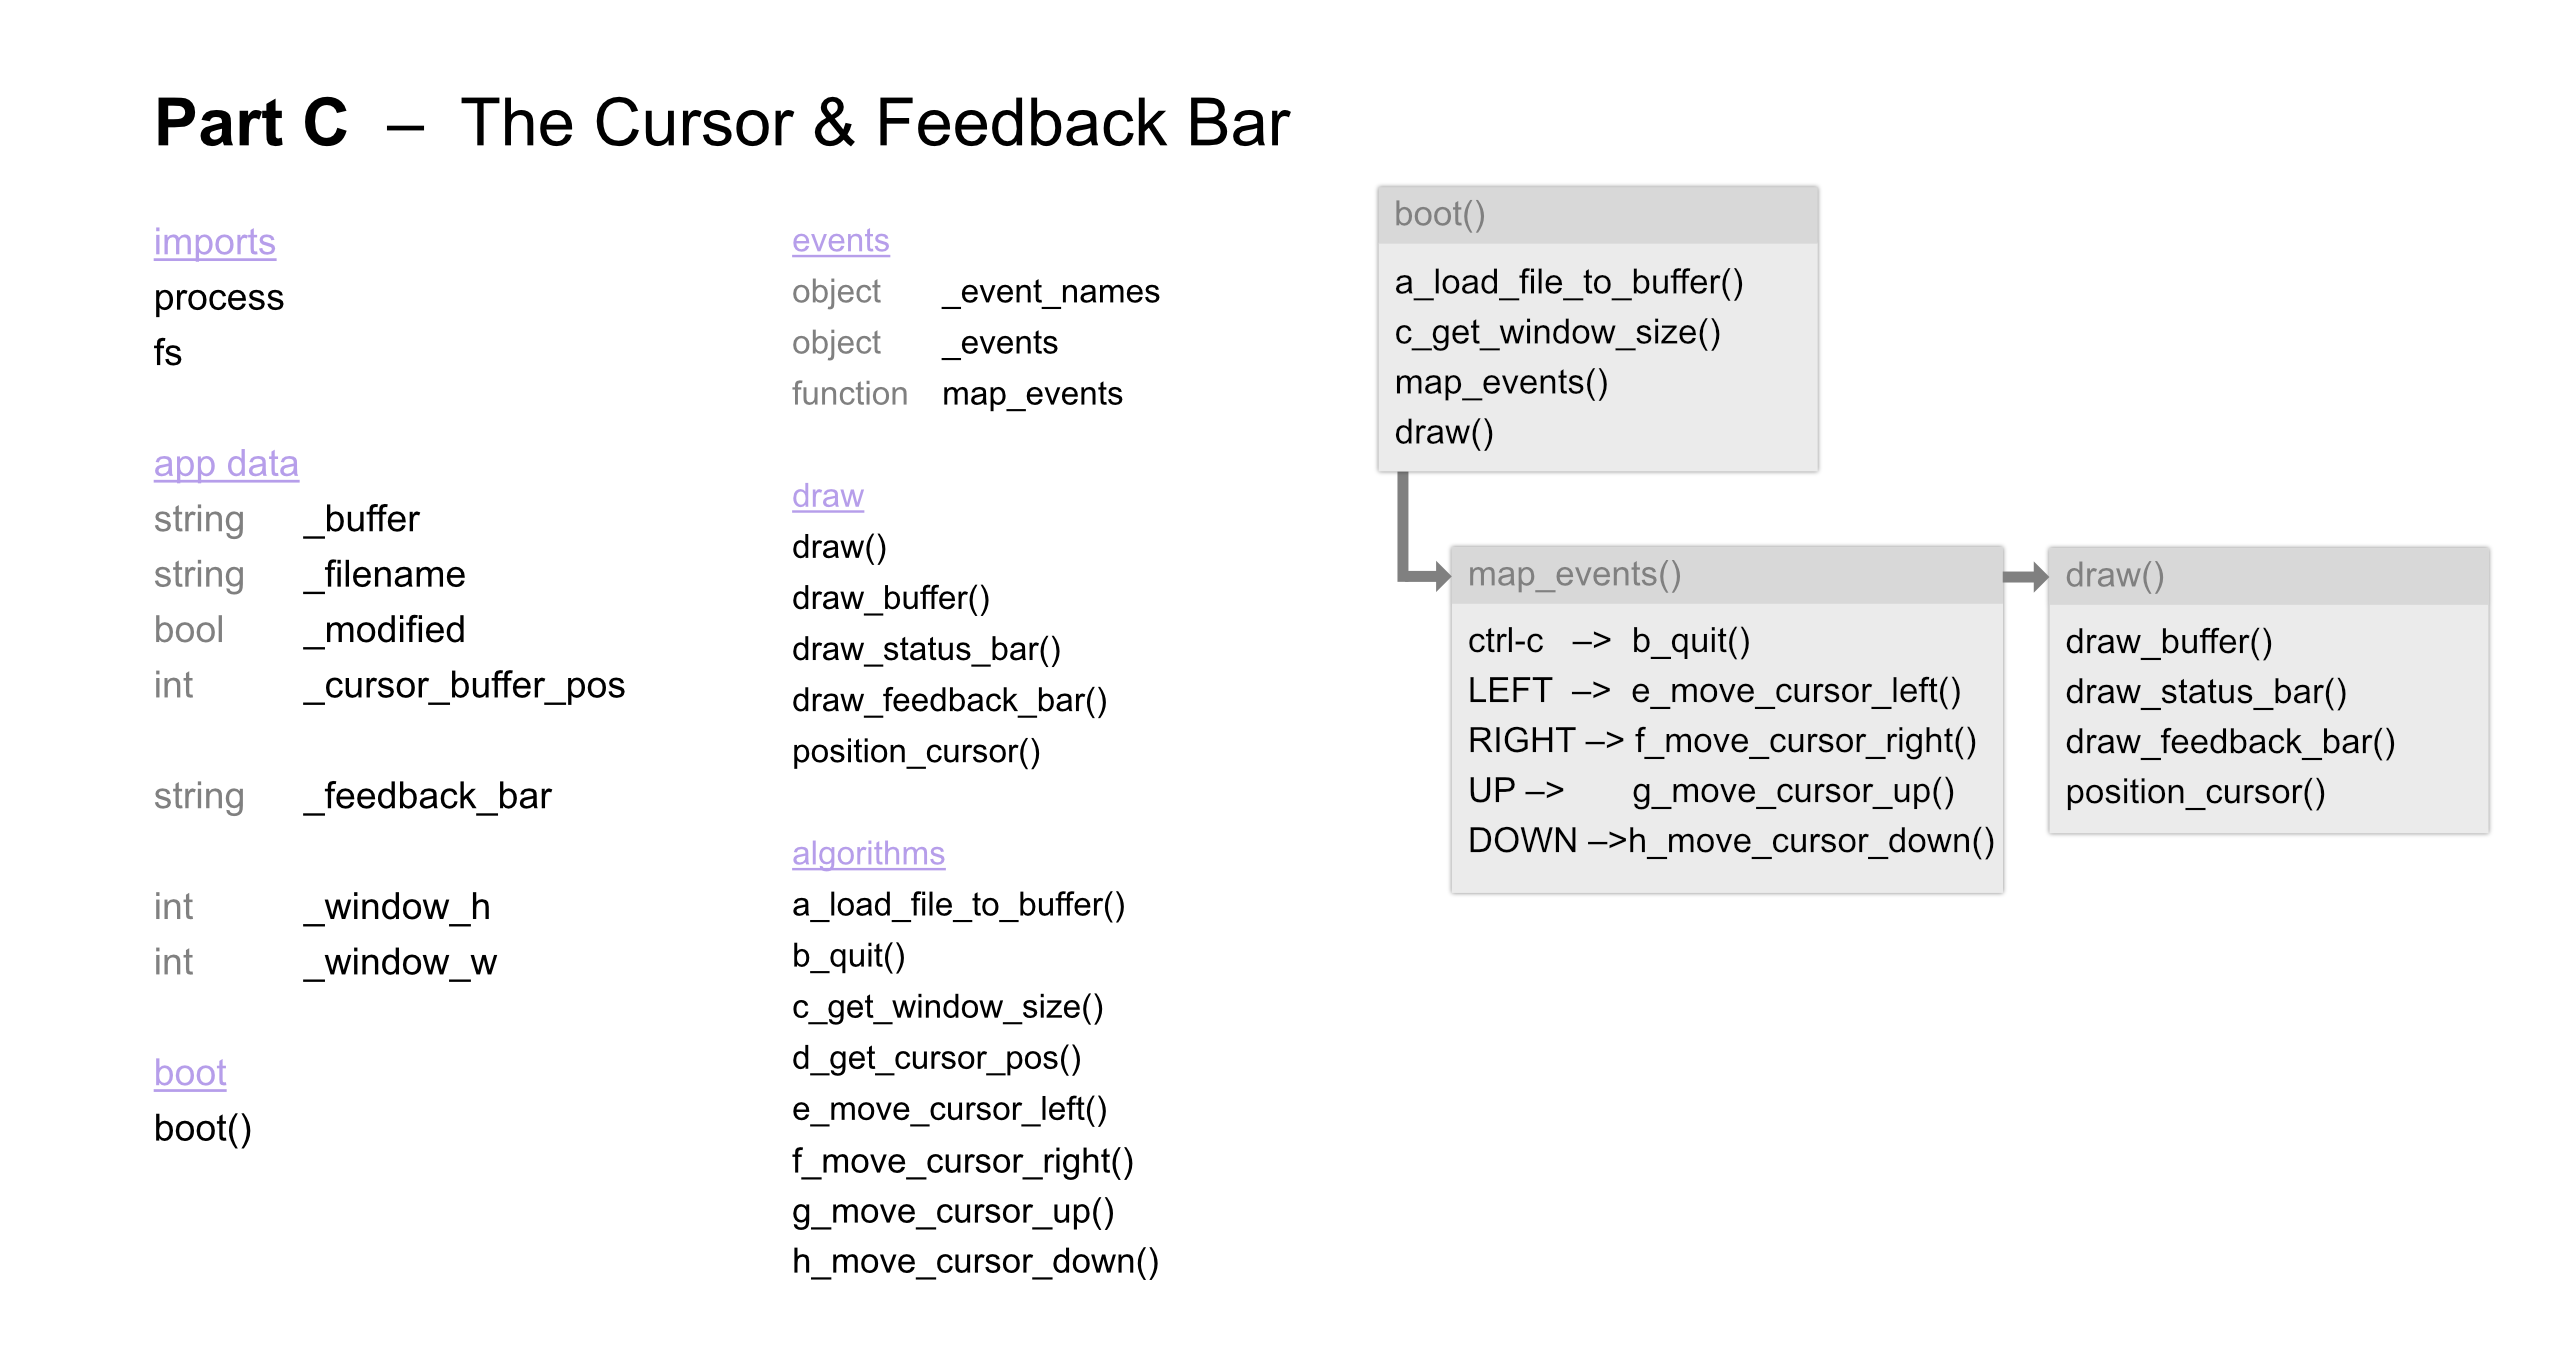 Part C – The Cursor & Feedback Bar
imports
process
fs
app data
string _buffer
string _filename
bool _modified
int _cursor_buffer_pos
string _feedback_bar
int _window_h
int _window_w
boot
boot()
events
object _event_names
object _events
function map_events
draw
draw()
draw_buffer()
draw_status_bar()
draw_feedback_bar()
position_cursor()
algorithms
a_load_file_to_buffer()
b_quit()
c_get_window_size()
d_get_cursor_pos()
e_move_cursor_left()
f_move_cursor_right()
g_move_cursor_up()
h_move_cursor_down()
boot()
a_load_file_to_buffer()
c_get_window_size()
map_events()
draw()
map_events()
ctrl-c –> b_quit()
LEFT –> e_move_cursor_left()
RIGHT –> f_move_cursor_right()
UP –> g_move_cursor_up()
DOWN –>h_move_cursor_down()
draw()
draw_buffer()
draw_status_bar()
draw_feedback_bar()
position_cursor()